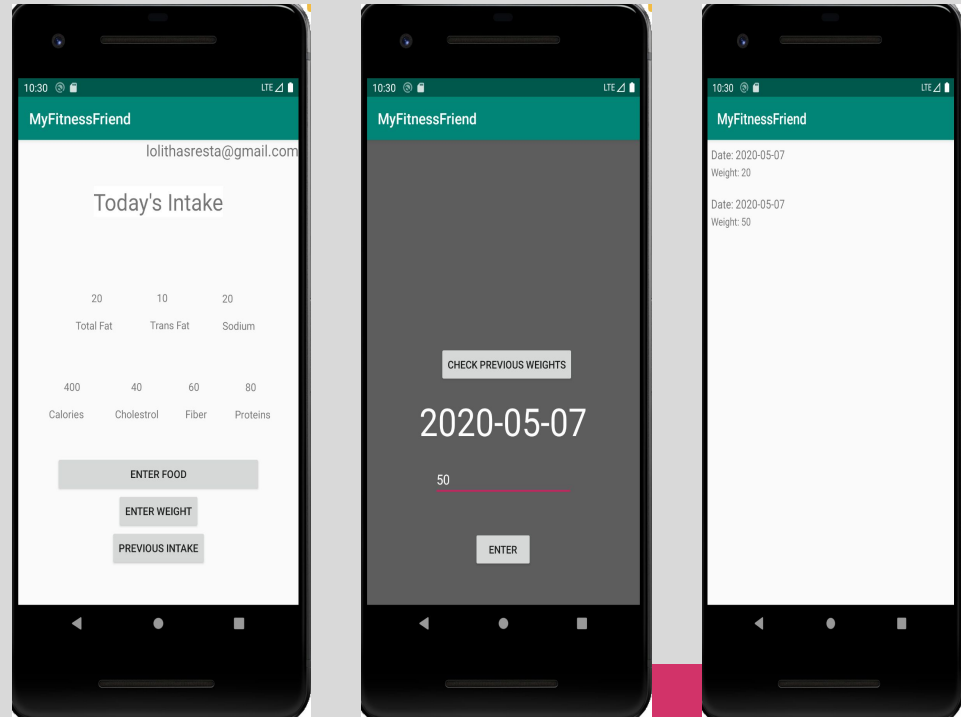 10:30 LTE
MyFitnessFriend
lolithasresta@gmail.com
Today's Intake
20 10 20
Total Fat Trans Fat Sodium
400 40 60 80
Calories Cholestrol Fiber Proteins
ENTER FOOD
ENTER WEIGHT
PREVIOUS INTAKE
10:30 LTE
MyFitnessFriend
CHECK PREVIOUS WEIGHTS
2020-05-07
50
ENTER
10:30 LTE
MyFitnessFriend
Date: 2020-05-07
Weight: 20
Date: 2020-05-07
Weight: 50